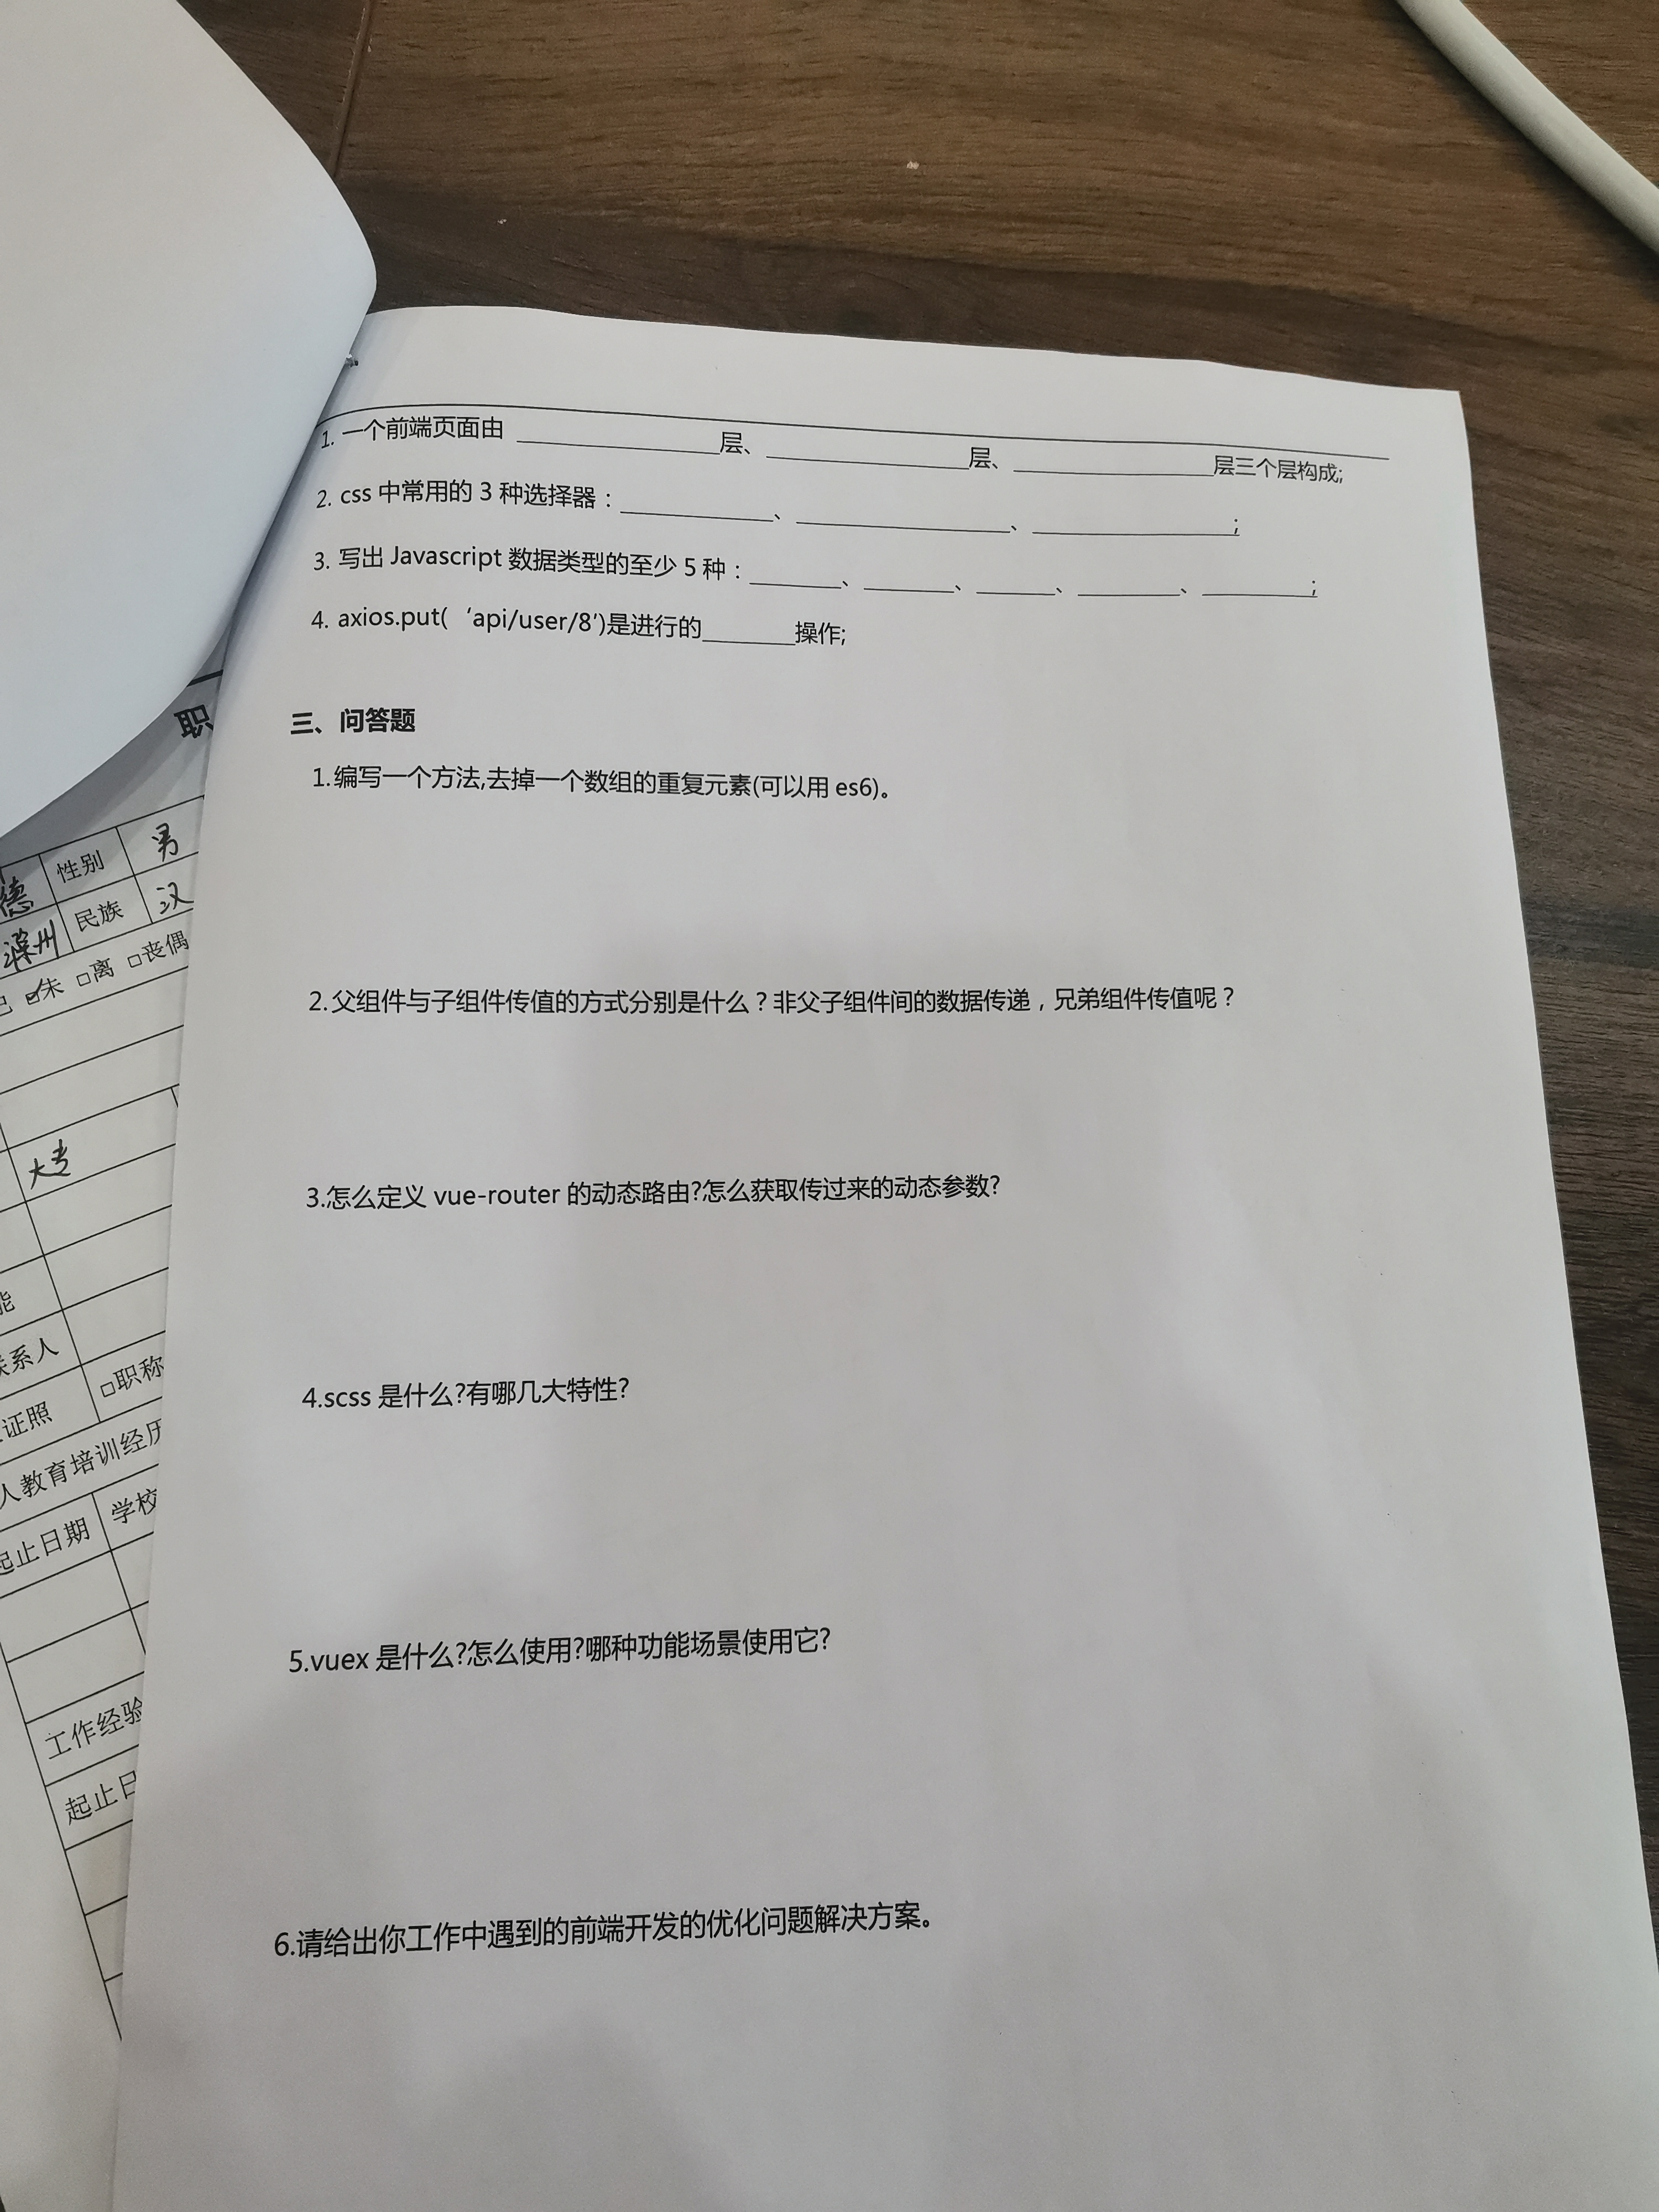 1. 一个前端页面由 ____________层、____________层、____________层三个层构成;
2. css 中常用的 3 种选择器：__________、______________、______________;
3. 写出 Javascript 数据类型的至少 5 种：______、______、_____、______、_______;
4. axios.put( ‘api/user/8’)是进行的______操作;
三、问答题
1.编写一个方法,去掉一个数组的重复元素(可以用 es6)。
2.父组件与子组件传值的方式分别是什么？非父子组件间的数据传递，兄弟组件传值呢？
3.怎么定义 vue-router 的动态路由?怎么获取传过来的动态参数?
4.scss 是什么?有哪几大特性?
5.vuex 是什么?怎么使用?哪种功能场景使用它?
6.请给出你工作中遇到的前端开发的优化问题解决方案。
职
德 性别 男
滁州 民族 汉
☑未 □离 □丧偶
大专
能
联系人
证照 □职称
人教育培训经历
起止日期 学校
工作经验
起止日